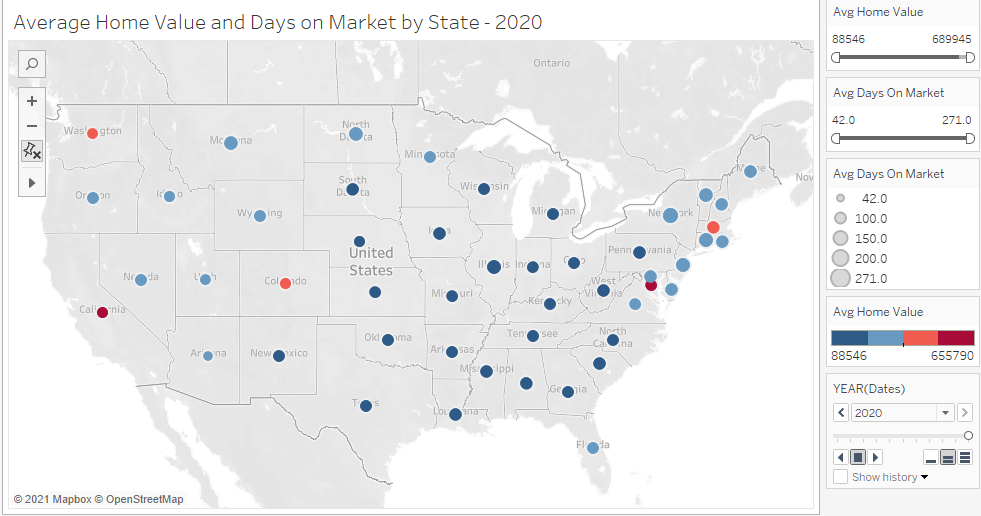 Average Home Value and Days on Market by State - 2020
Ontario
Washington
Montana
North
Dakota
Minnesota
Maine
Nov
Oregon
Idaho
South
Dakota
Wisconsin
Wyoming
Michigan
New York
Iowa
United
States
Nevada
Utah
Colorado
Illinois
Indiana
Ohio
Pennsylvania
California
Missouri
West
Virginia
Kentucky
Arizona
New Mexico
Oklahoma
Arkansas
Tennessee
North
Carolina
Mississippi
Texas
Louisiana
Georgia
Florida
© 2021 Mapbox © OpenStreetMap
Avg Home Value
88546 689945
Avg Days On Market
42.0 271.0
Avg Days On Market
42.0
100.0
150.0
200.0
271.0
Avg Home Value
88546 655790
YEAR(Dates)
2020
Show history